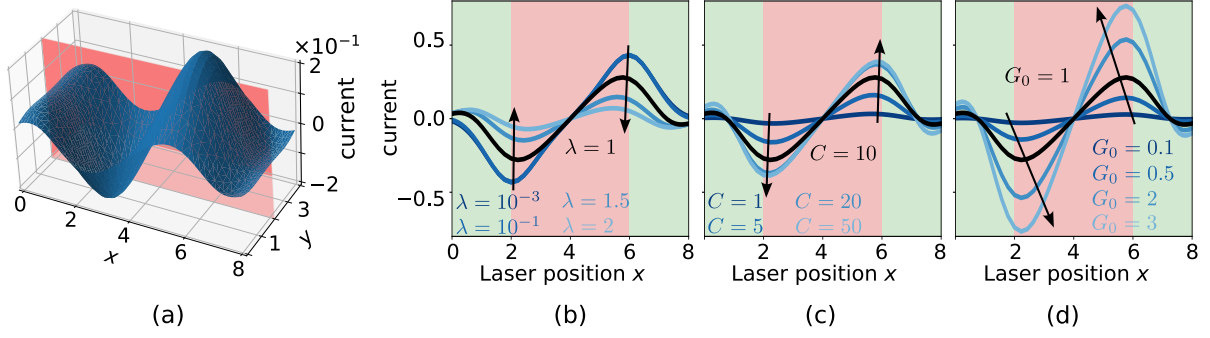 ×10⁻¹
2
0
−2
current
0
2
4
6
8
x
1
3
y
(a)
current
0.5
0.0
−0.5
λ = 1
λ = 10⁻³ λ = 1.5
λ = 10⁻¹ λ = 2
0 2 4 6 8
Laser position x
(b)
C = 10
C = 1 C = 20
C = 5 C = 50
0 2 4 6 8
Laser position x
(c)
G₀ = 1
G₀ = 0.1
G₀ = 0.5
G₀ = 2
G₀ = 3
0 2 4 6 8
Laser position x
(d)